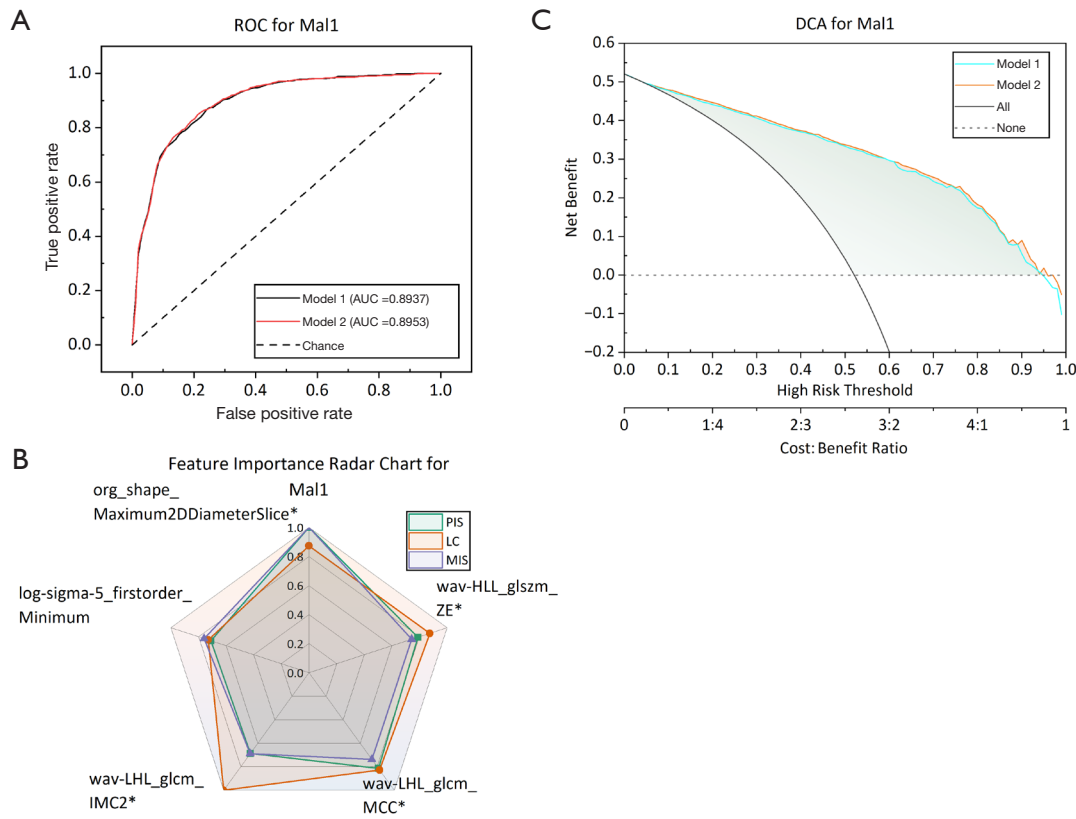 A
ROC for Mal1
1.0
0.8
0.6
0.4
0.2
0.0
True positive rate
Model 1 (AUC =0.8937)
Model 2 (AUC =0.8953)
Chance
0.0 0.2 0.4 0.6 0.8 1.0
False positive rate
C
DCA for Mal1
0.6
0.5
0.4
0.3
0.2
0.1
0.0
−0.1
−0.2
Net Benefit
Model 1
Model 2
All
None
0.0 0.1 0.2 0.3 0.4 0.5 0.6 0.7 0.8 0.9 1.0
High Risk Threshold
0 1:4 2:3 3:2 4:1 1
Cost: Benefit Ratio
B
Feature Importance Radar Chart for
Mal1
org_shape_
Maximum2DDiameterSlice*
PIS
LC
MIS
1.0
0.8
0.6
0.4
0.2
0.0
wav-HLL_glszm_
ZE*
log-sigma-5_firstorder_
Minimum
wav-LHL_glcm_
IMC2*
wav-LHL_glcm_
MCC*